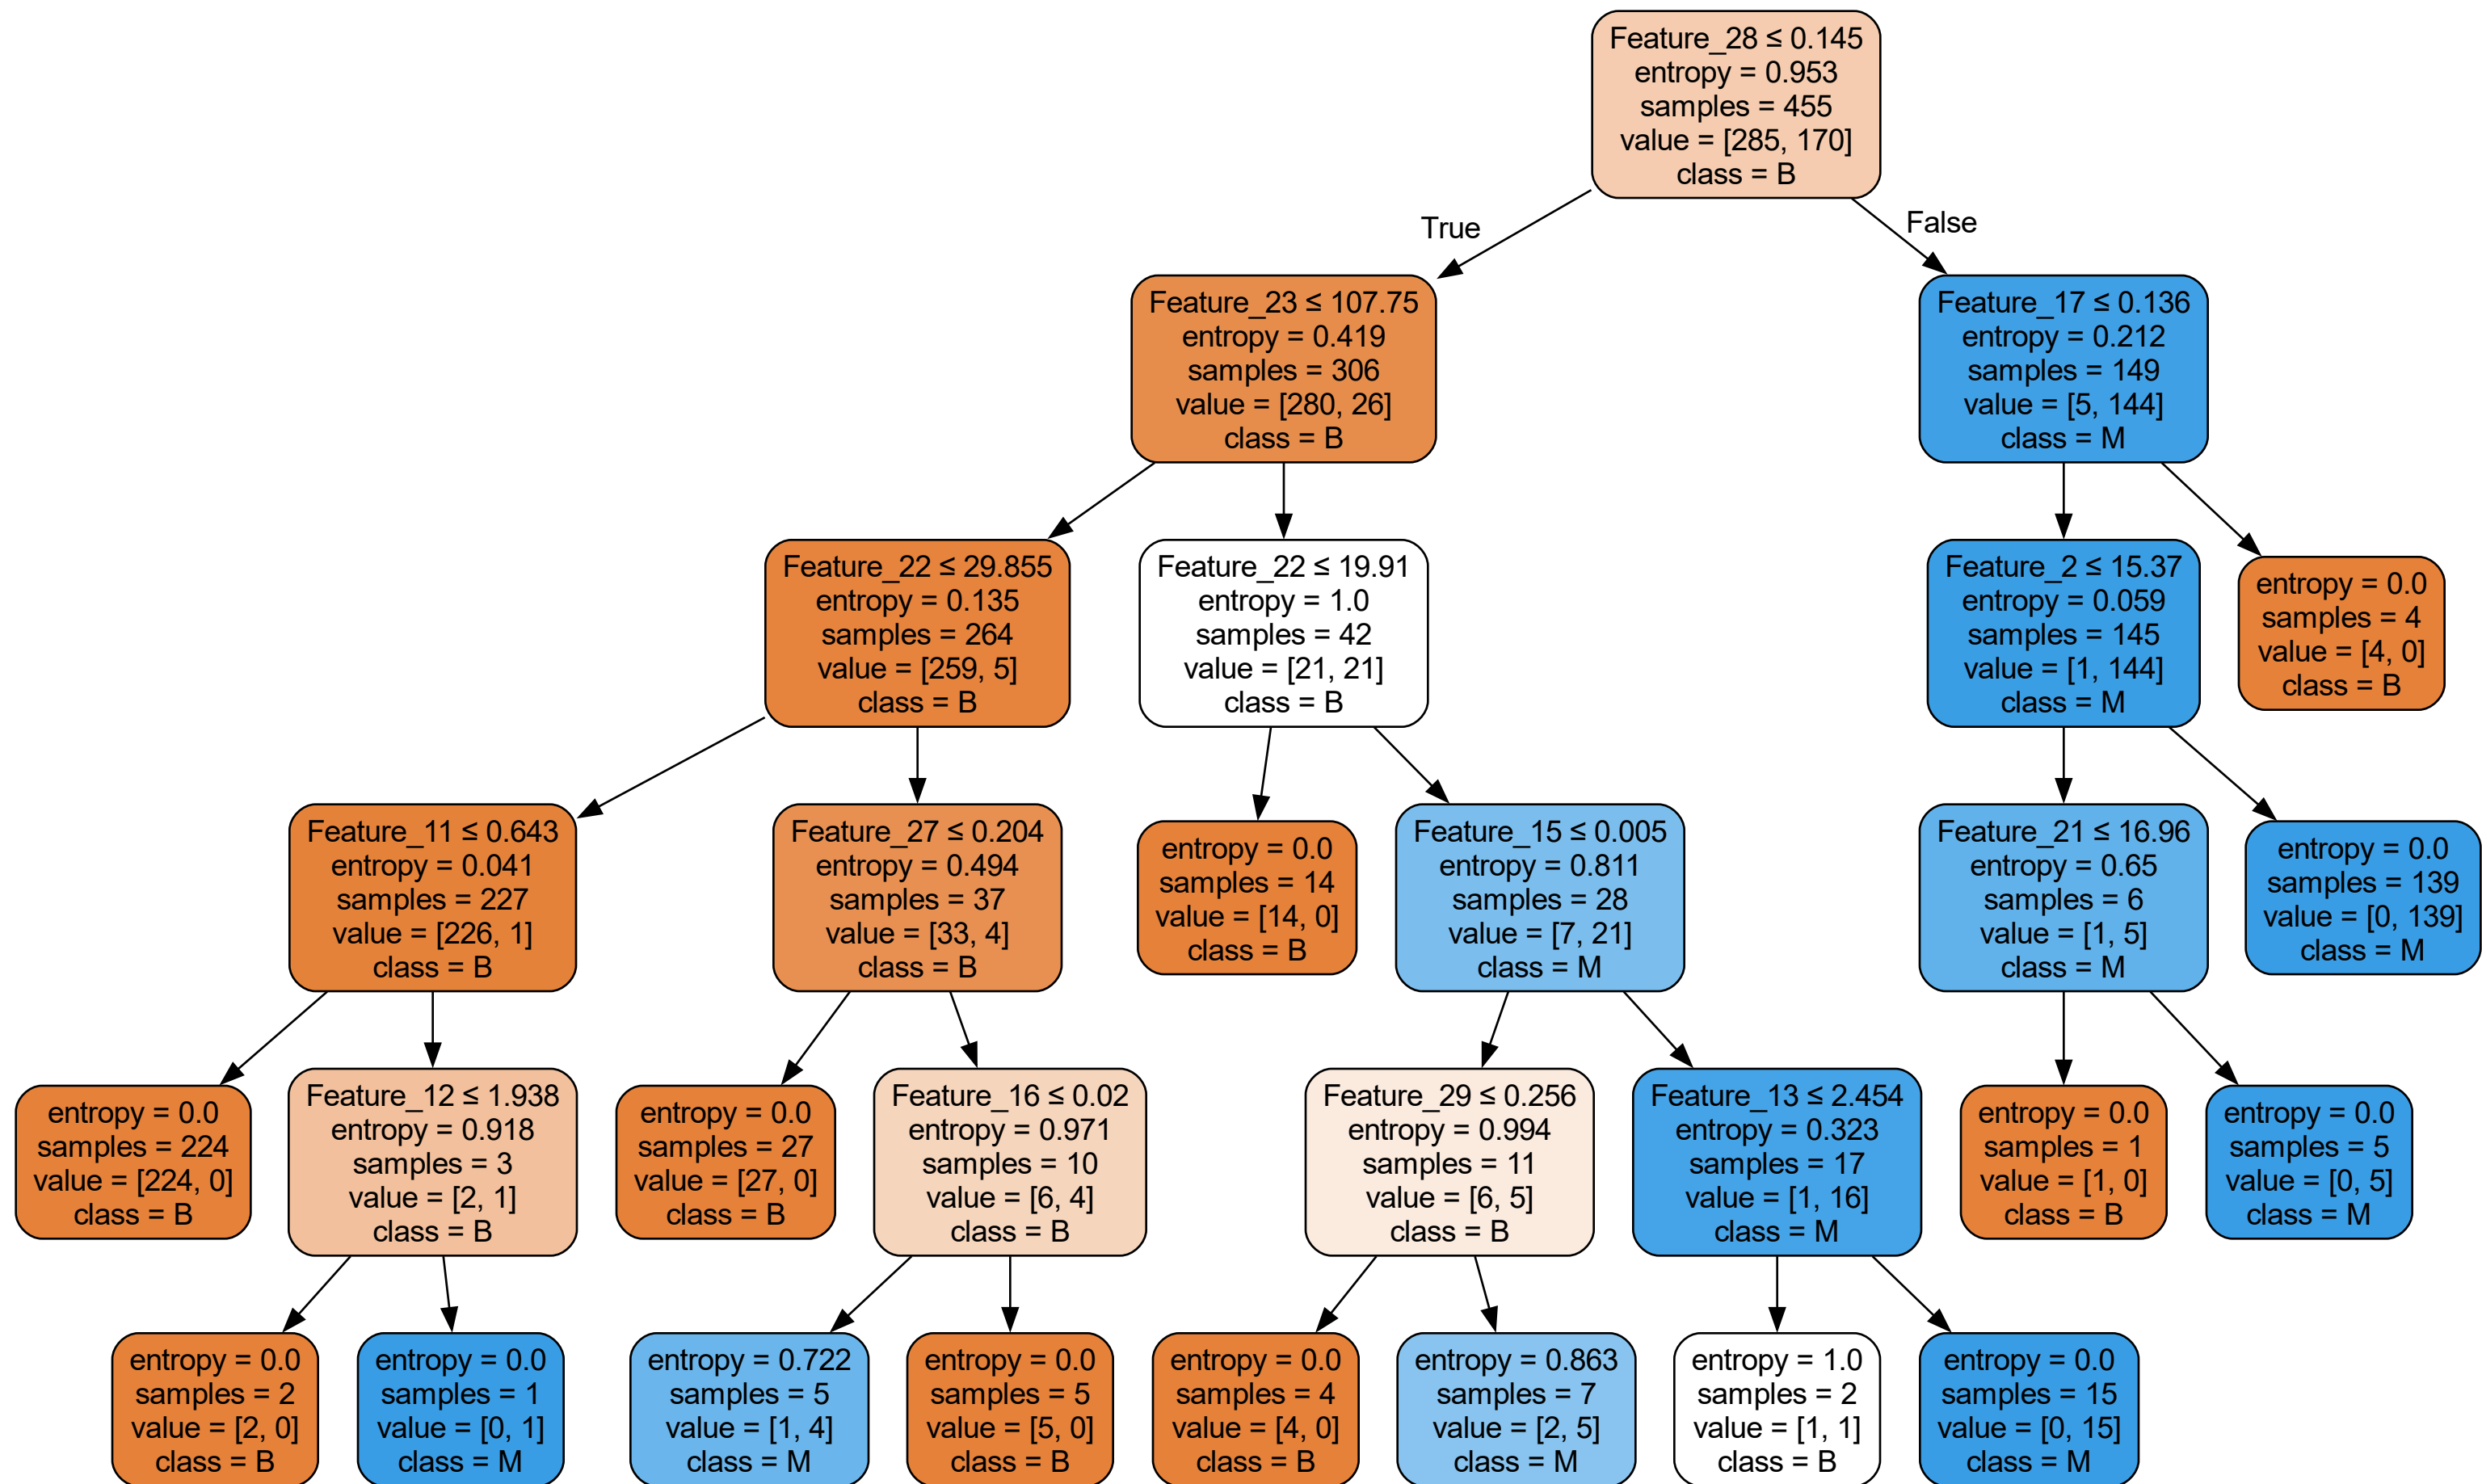 Feature_28 ≤ 0.145
entropy = 0.953
samples = 455
value = [285, 170]
class = B
True
False
Feature_23 ≤ 107.75
entropy = 0.419
samples = 306
value = [280, 26]
class = B
Feature_17 ≤ 0.136
entropy = 0.212
samples = 149
value = [5, 144]
class = M
Feature_22 ≤ 29.855
entropy = 0.135
samples = 264
value = [259, 5]
class = B
Feature_22 ≤ 19.91
entropy = 1.0
samples = 42
value = [21, 21]
class = B
Feature_2 ≤ 15.37
entropy = 0.059
samples = 145
value = [1, 144]
class = M
entropy = 0.0
samples = 4
value = [4, 0]
class = B
Feature_11 ≤ 0.643
entropy = 0.041
samples = 227
value = [226, 1]
class = B
Feature_27 ≤ 0.204
entropy = 0.494
samples = 37
value = [33, 4]
class = B
entropy = 0.0
samples = 14
value = [14, 0]
class = B
Feature_15 ≤ 0.005
entropy = 0.811
samples = 28
value = [7, 21]
class = M
Feature_21 ≤ 16.96
entropy = 0.65
samples = 6
value = [1, 5]
class = M
entropy = 0.0
samples = 139
value = [0, 139]
class = M
entropy = 0.0
samples = 224
value = [224, 0]
class = B
Feature_12 ≤ 1.938
entropy = 0.918
samples = 3
value = [2, 1]
class = B
entropy = 0.0
samples = 27
value = [27, 0]
class = B
Feature_16 ≤ 0.02
entropy = 0.971
samples = 10
value = [6, 4]
class = B
Feature_29 ≤ 0.256
entropy = 0.994
samples = 11
value = [6, 5]
class = B
Feature_13 ≤ 2.454
entropy = 0.323
samples = 17
value = [1, 16]
class = M
entropy = 0.0
samples = 1
value = [1, 0]
class = B
entropy = 0.0
samples = 5
value = [0, 5]
class = M
entropy = 0.0
samples = 2
value = [2, 0]
class = B
entropy = 0.0
samples = 1
value = [0, 1]
class = M
entropy = 0.722
samples = 5
value = [1, 4]
class = M
entropy = 0.0
samples = 5
value = [5, 0]
class = B
entropy = 0.0
samples = 4
value = [4, 0]
class = B
entropy = 0.863
samples = 7
value = [2, 5]
class = M
entropy = 1.0
samples = 2
value = [1, 1]
class = B
entropy = 0.0
samples = 15
value = [0, 15]
class = M